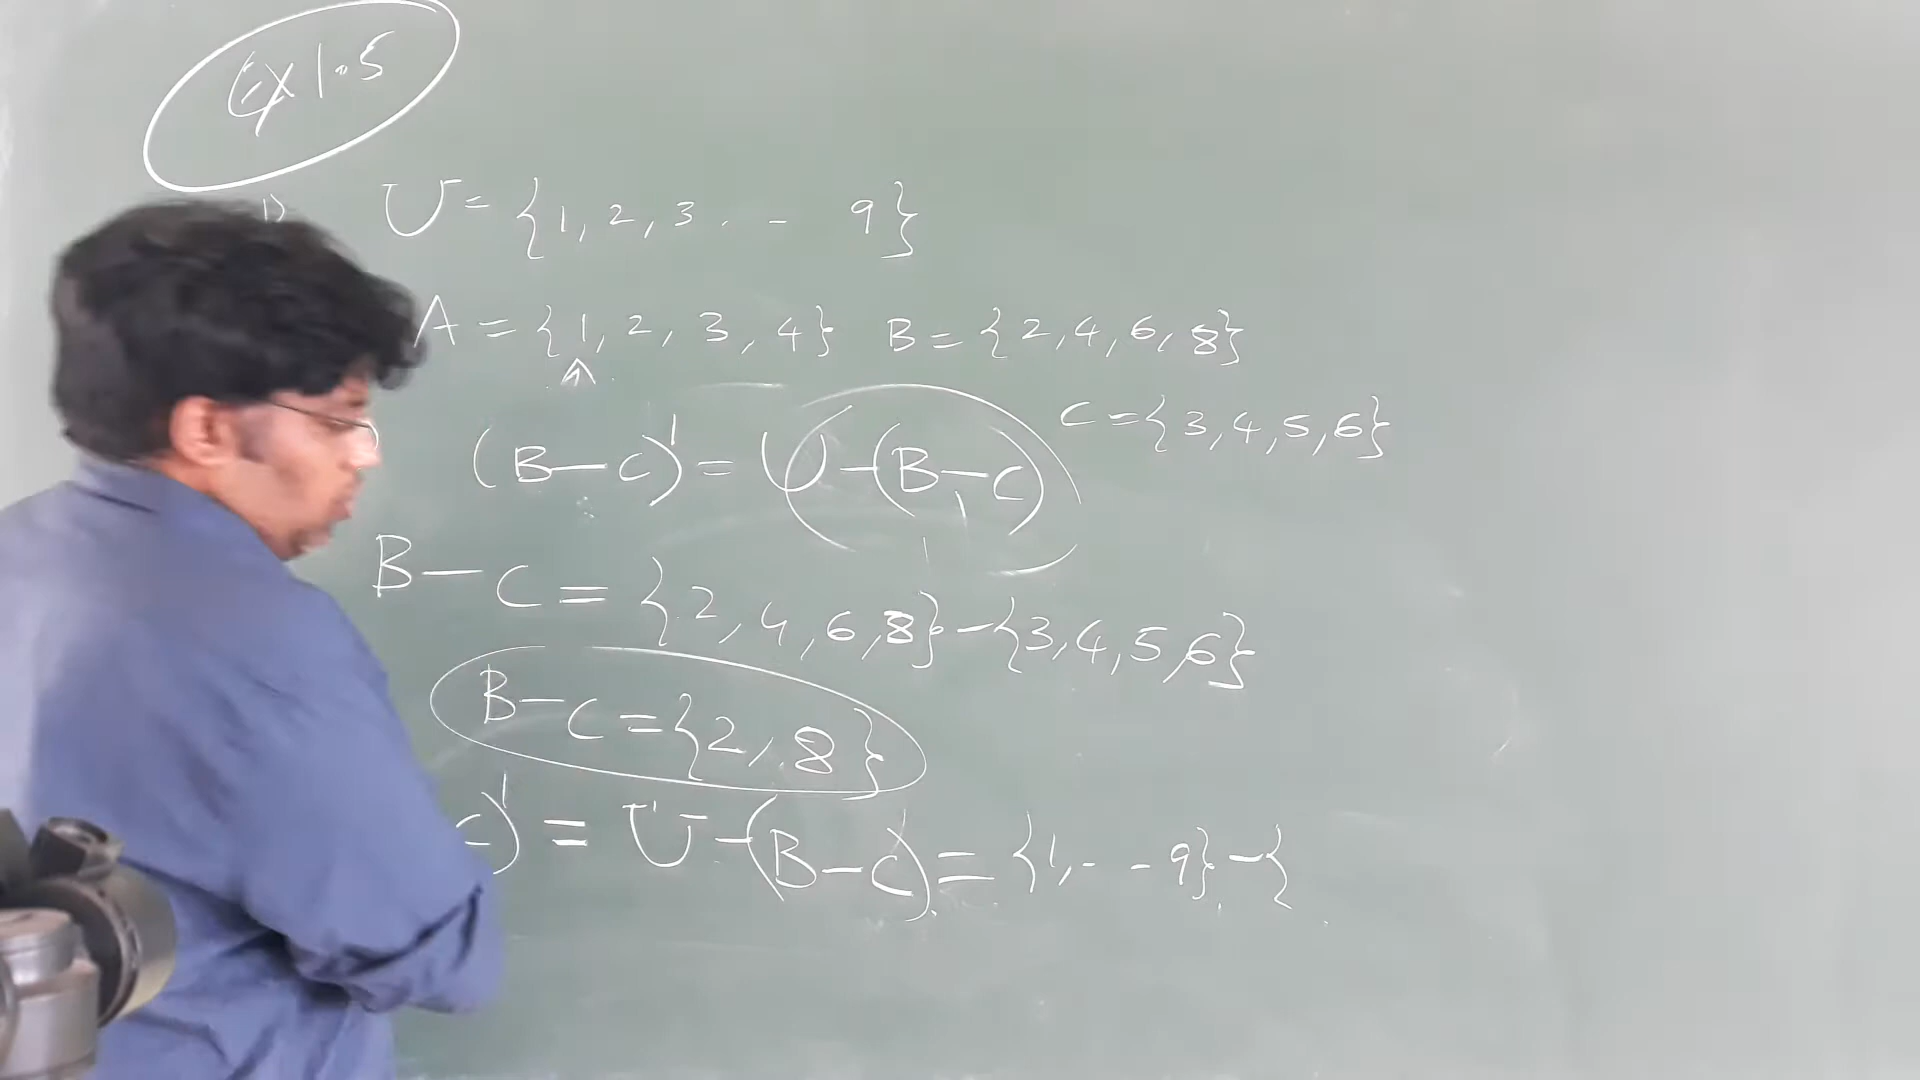 Ex 1.5
1) U = {1, 2, 3 . - 9}
A = {1, 2, 3, 4} B = {2, 4, 6, 8}
C = {3, 4, 5, 6}
(B - C)' = U - (B - C)
B - C = {2, 4, 6, 8} - {3, 4, 5, 6}
B - C = {2, 8}
C)' = U - (B - C) = {1, - - 9} - {